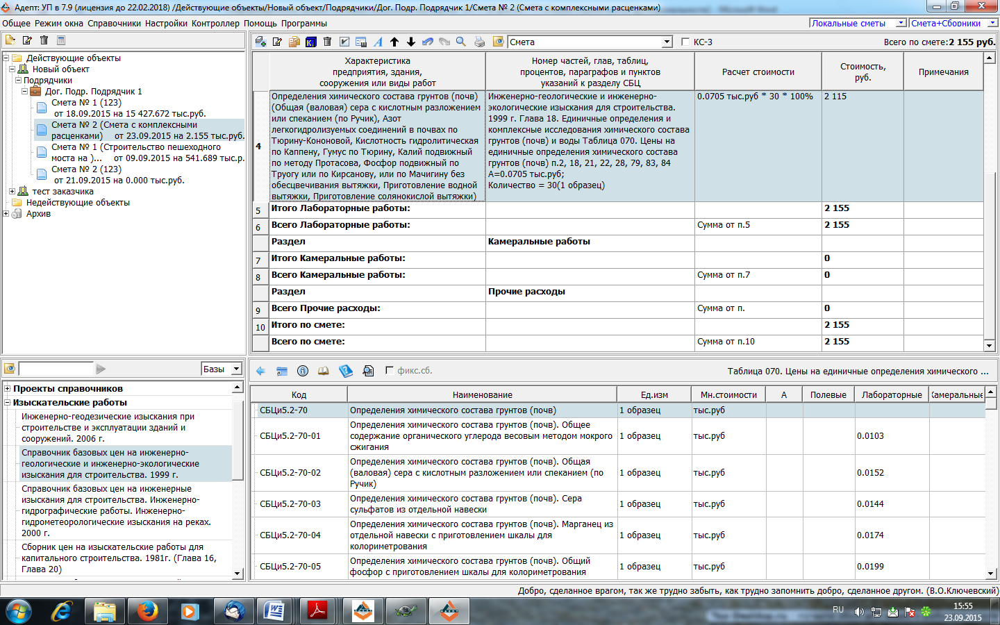 Адепт: УП в 7.9 (лицензия до 22.02.2018) /Действующие объекты/Новый объект/Подрядчики/Дог. Подр. Подрядчик 1/Смета № 2 (Смета с комплексными расценками)
Общее Режим окна Справочники Настройки Контроллер Помощь Программы
Локальные сметы
Смета+Сборники
Действующие объекты
Новый объект
Подрядчики
Дог. Подр. Подрядчик 1
Смета № 1 (123)
от 18.09.2015 на 15 427.672 тыс.руб.
Смета № 2 (Смета с комплексными
расценками) от 23.09.2015 на 2.155 тыс.руб.
Смета № 1 (Строительство пешеходного
моста на )... от 09.09.2015 на 541.689 тыс.р.
Смета № 2 (123)
от 21.09.2015 на 0.000 тыс.руб.
тест заказчика
Недействующие объекты
Архив
Смета
КС-3
Всего по смете:2 155 руб.
Характеристика
предприятия, здания,
сооружения или виды работ
Номер частей, глав, таблиц,
процентов, параграфов и пунктов
указаний к разделу СБЦ
Расчет стоимости
Стоимость,
руб.
Примечания
4
Определения химического состава грунтов (почв)
(Общая (валовая) сера с кислотным разложением
или спеканием (по Ручик), Азот
легкогидролизуемых соединений в почвах по
Тюрину-Кононовой, Кислотность гидролитическая
по Каппену, Гумус по Тюрину, Калий подвижный
по методу Протасова, Фосфор подвижный по
Труогу или по Кирсанову, или по Мачигину без
обесцвечивания вытяжки, Приготовление водной
вытяжки, Приготовление солянокислой вытяжки)
Инженерно-геологические и инженерно-
экологические изыскания для строительства.
1999 г. Глава 18. Единичные определения и
комплексные исследования химического состава
грунтов (почв) и воды Таблица 070. Цены на
единичные определения химического состава
грунтов (почв) п.2, 18, 21, 22, 28, 79, 83, 84
А=0.0705 тыс.руб;
Количество = 30(1 образец)
0.0705 тыс.руб * 30 * 100%
2 115
5 Итого Лабораторные работы: 2 155
6 Всего Лабораторные работы: Сумма от п.5 2 155
Раздел Камеральные работы
7 Итого Камеральные работы: 0
8 Всего Камеральные работы: Сумма от п.7 0
Раздел Прочие расходы
9 Всего Прочие расходы: Сумма от п. 0
10 Итого по смете: 2 155
Всего по смете: Сумма от п.10 2 155
Базы
Проекты справочников
Изыскательские работы
Инженерно-геодезические изыскания при
строительстве и эксплуатации зданий и
сооружений. 2006 г.
Справочник базовых цен на инженерно-
геологические и инженерно-экологические
изыскания для строительства. 1999 г.
Справочник базовых цен на инженерные
изыскания для строительства. Инженерно-
гидрографические работы. Инженерно-
гидрометеорологические изыскания на реках.
2000 г.
Сборник цен на изыскательские работы для
капитального строительства. 1981г. (Глава 16,
Глава 20)
фикс.сб.
Таблица 070. Цены на единичные определения химического ...
Код Наименование Ед.изм Мн.стоимости А Полевые Лабораторные Камеральные
СБЦи5.2-70 Определения химического состава грунтов (почв) 1 образец тыс.руб
СБЦи5.2-70-01
Определения химического состава грунтов (почв). Общее
содержание органического углерода весовым методом мокрого
сжигания
1 образец тыс.руб 0.0103
СБЦи5.2-70-02
Определения химического состава грунтов (почв). Общая
(валовая) сера с кислотным разложением или спеканием (по
Ручик)
1 образец тыс.руб 0.0152
СБЦи5.2-70-03
Определения химического состава грунтов (почв). Сера
сульфатов из отдельной навески
1 образец тыс.руб 0.0144
СБЦи5.2-70-04
Определения химического состава грунтов (почв). Марганец из
отдельной навески с приготовлением шкалы для
колориметрования
1 образец тыс.руб 0.0174
СБЦи5.2-70-05
Определения химического состава грунтов (почв). Общий
фосфор с приготовлением шкалы для колориметрования
1 образец тыс.руб 0.0199
Добро, сделанное врагом, так же трудно забыть, как трудно запомнить добро, сделанное другом. (В.О.Ключевский)
RU
15:55
23.09.2015